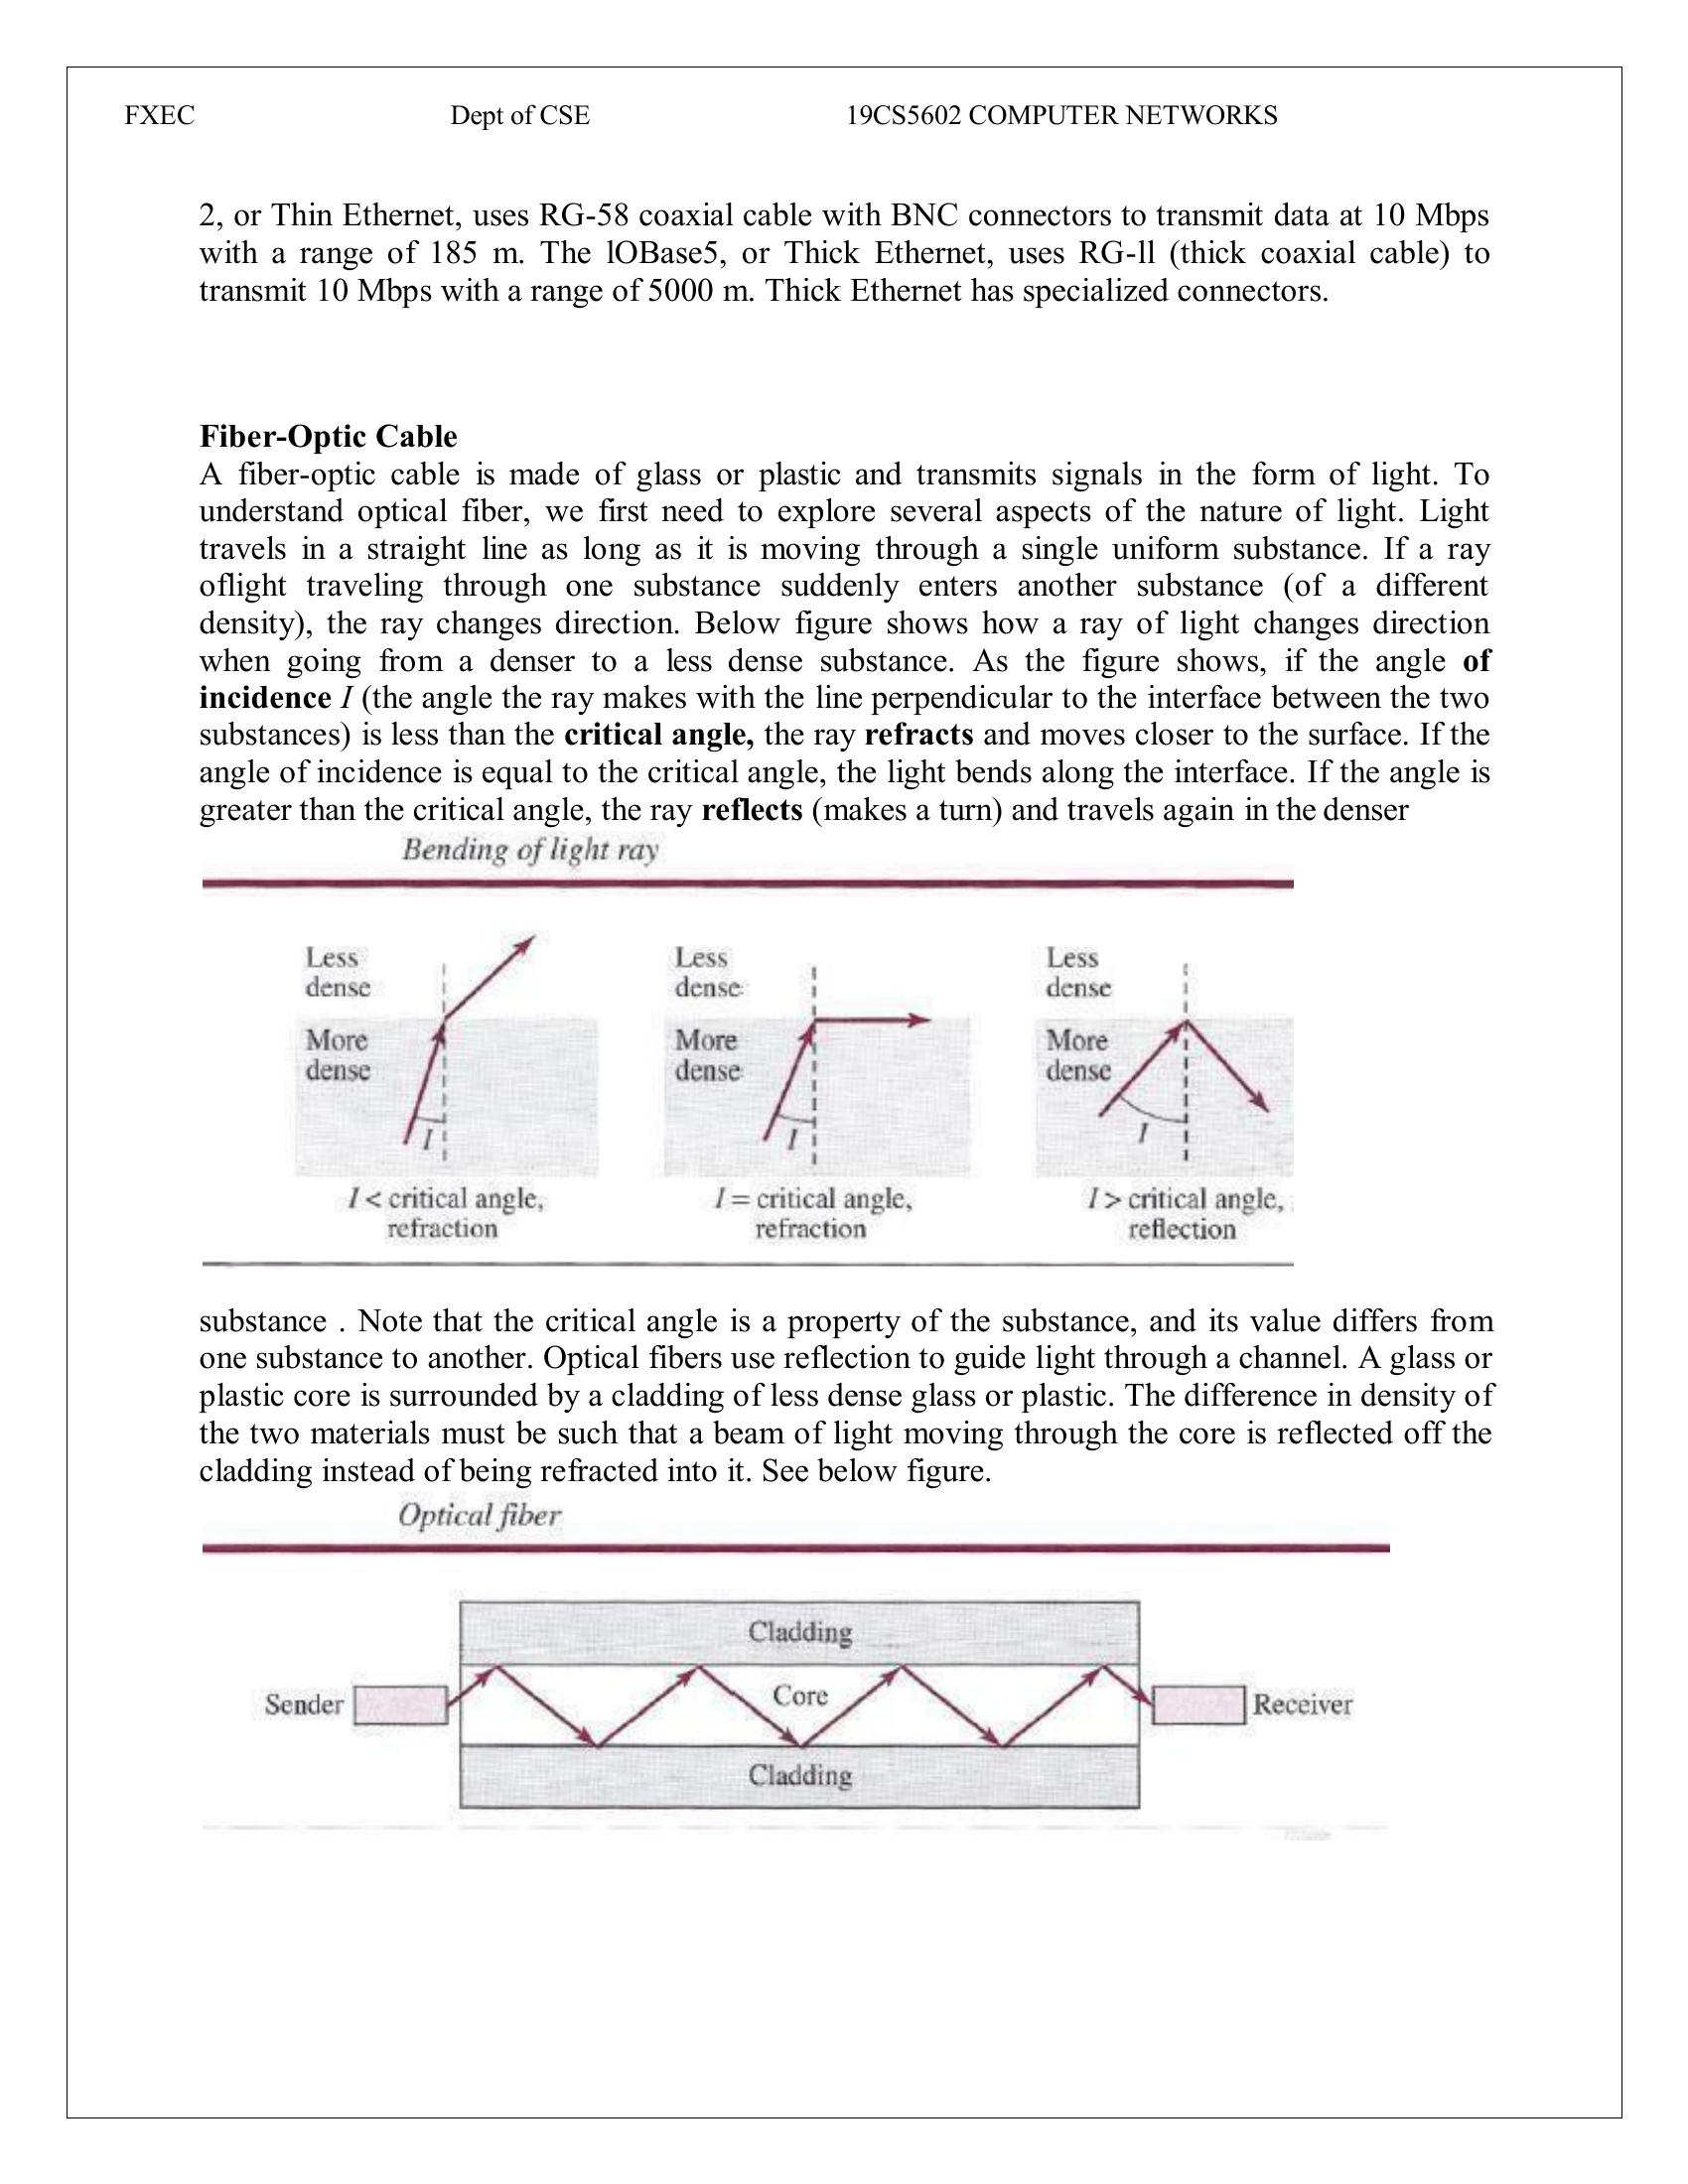 FXEC Dept of CSE 19CS5602 COMPUTER NETWORKS
2, or Thin Ethernet, uses RG-58 coaxial cable with BNC connectors to transmit data at 10 Mbps
with a range of 185 m. The lOBase5, or Thick Ethernet, uses RG-ll (thick coaxial cable) to
transmit 10 Mbps with a range of 5000 m. Thick Ethernet has specialized connectors.
Fiber-Optic Cable
A fiber-optic cable is made of glass or plastic and transmits signals in the form of light. To
understand optical fiber, we first need to explore several aspects of the nature of light. Light
travels in a straight line as long as it is moving through a single uniform substance. If a ray
oflight traveling through one substance suddenly enters another substance (of a different
density), the ray changes direction. Below figure shows how a ray of light changes direction
when going from a denser to a less dense substance. As the figure shows, if the angle of
incidence I (the angle the ray makes with the line perpendicular to the interface between the two
substances) is less than the critical angle, the ray refracts and moves closer to the surface. If the
angle of incidence is equal to the critical angle, the light bends along the interface. If the angle is
greater than the critical angle, the ray reflects (makes a turn) and travels again in the denser
Bending of light ray
Less
dense
More
dense
I
I < critical angle,
refraction
Less
dense
More
dense
I
I = critical angle,
refraction
Less
dense
More
dense
I
I > critical angle,
reflection
substance . Note that the critical angle is a property of the substance, and its value differs from
one substance to another. Optical fibers use reflection to guide light through a channel. A glass or
plastic core is surrounded by a cladding of less dense glass or plastic. The difference in density of
the two materials must be such that a beam of light moving through the core is reflected off the
cladding instead of being refracted into it. See below figure.
Optical fiber
Cladding
Sender
Core
Receiver
Cladding